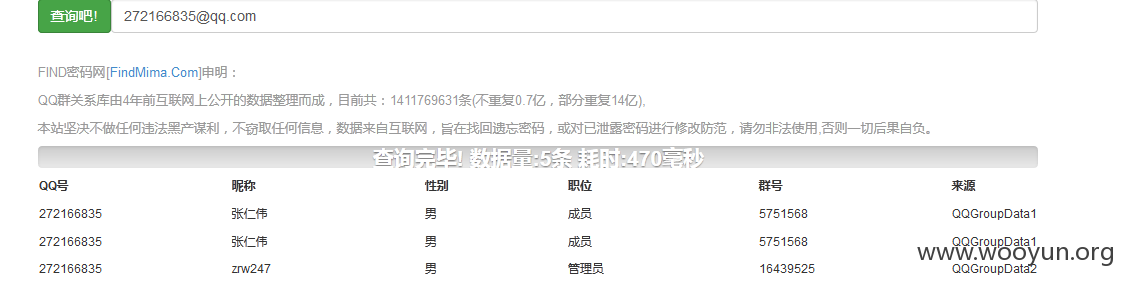 查询吧! 272166835@qq.com
FIND密码网[FindMima.Com]申明：
QQ群关系库由4年前互联网上公开的数据整理而成，目前共：1411769631条(不重复0.7亿，部分重复14亿),
本站坚决不做任何违法黑产谋利，不窃取任何信息，数据来自互联网，旨在找回遗忘密码，或对已泄露密码进行修改防范，请勿非法使用,否则一切后果自负。
查询完毕! 数据量:5条 耗时:470毫秒
QQ号 昵称 性别 职位 群号 来源
272166835 张仁伟 男 成员 5751568 QQGroupData1
272166835 张仁伟 男 成员 5751568 QQGroupData1
www.wooyun.org
272166835 zrw247 男 管理员 16439525 QQGroupData2